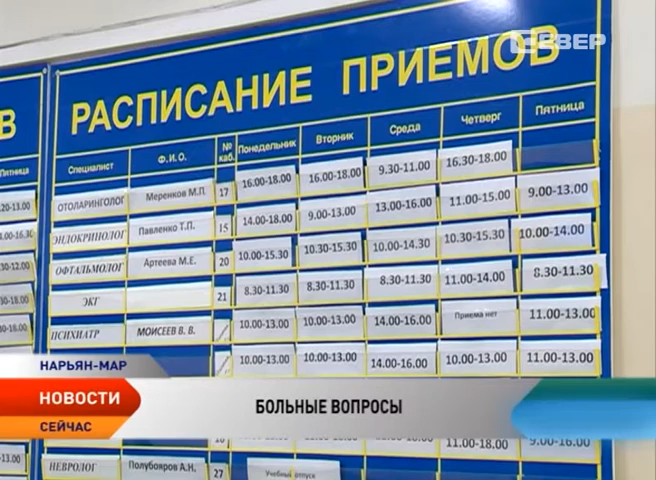 СЕВЕР
РАСПИСАНИЕ ПРИЕМОВ
В
Пятница
Специалист Ф.И.О. № каб. Понедельник Вторник Среда Четверг Пятница
ОТОЛАРИНГОЛОГ Меренков М.П. 17 16.00-18.00 16.00-18.00 9.30-11.00 16.30-18.00
ЭНДОКРИНОЛОГ Павленко Т.П. 15 14.00-18.00 9.00-13.00 13.00-16.00 11.00-15.00 9.00-13.00
ОФТАЛЬМОЛОГ Артеева М.Е. 20 10.00-15.30 10.30-15.30 10.00-14.30 10.30-15.30 10.00-14.00
ЭКГ 21 8.30-11.30 8.30-11.30 8.30-11.30 11.00-14.00 8.30-11.30
ПСИХИАТР МОИСЕЕВ В. В. 10.00-13.00 10.00-13.00 14.00-16.00 Приема нет 11.00-13.00
10.00-13.00 10.00-13.00 14.00-16.00 10.00-13.00 11.00-13.00
НАРЬЯН-МАР
НОВОСТИ
СЕЙЧАС
БОЛЬНЫЕ ВОПРОСЫ
11.00-18.00 9.00-16.00
НЕВРОЛОГ Полубояров А.Н. 27 Учебный отпуск